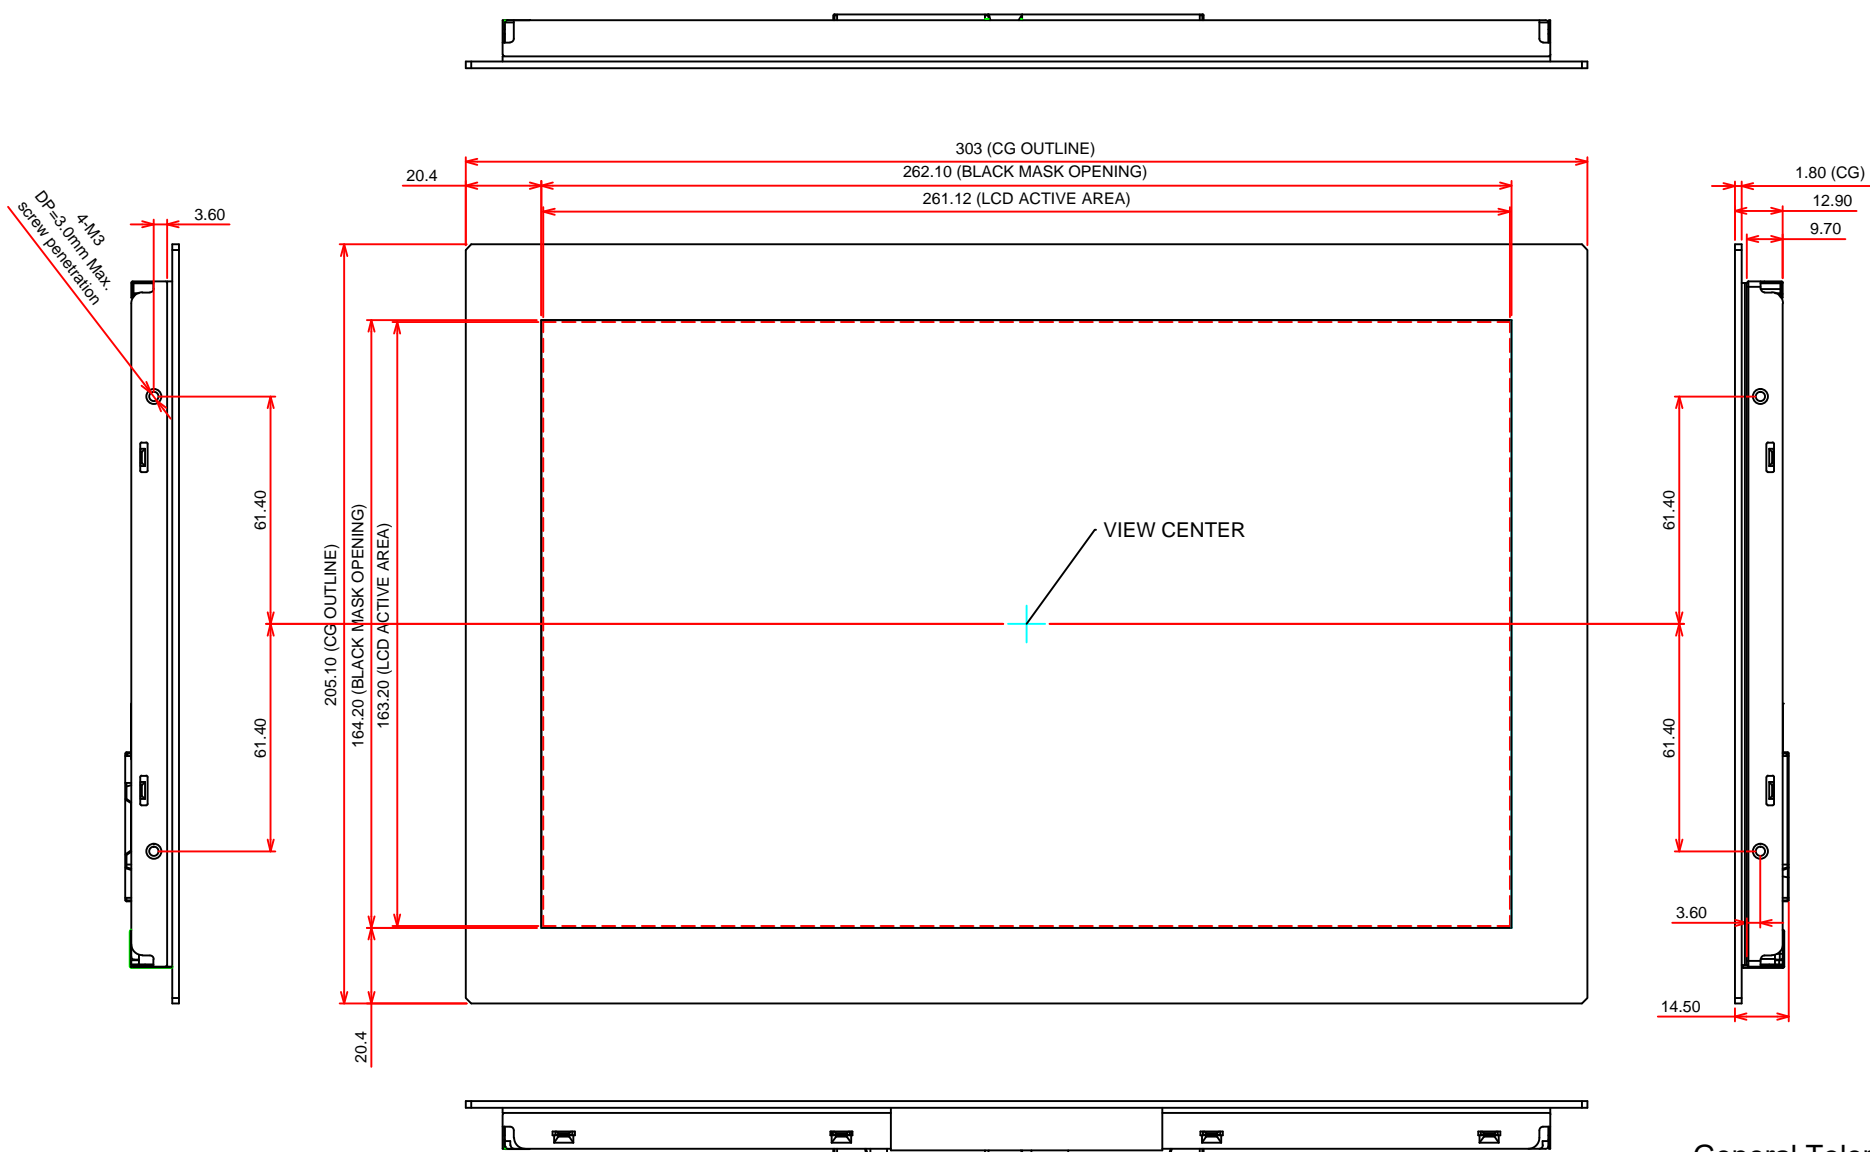 303 (CG OUTLINE)
20.4
262.10 (BLACK MASK OPENING)
261.12 (LCD ACTIVE AREA)
1.80 (CG)
12.90
9.70
4-M3
DP=3.0mm Max.
screw penetration
3.60
61.40
61.40
205.10 (CG OUTLINE)
164.20 (BLACK MASK OPENING)
163.20 (LCD ACTIVE AREA)
VIEW CENTER
61.40
61.40
3.60
14.50
20.4